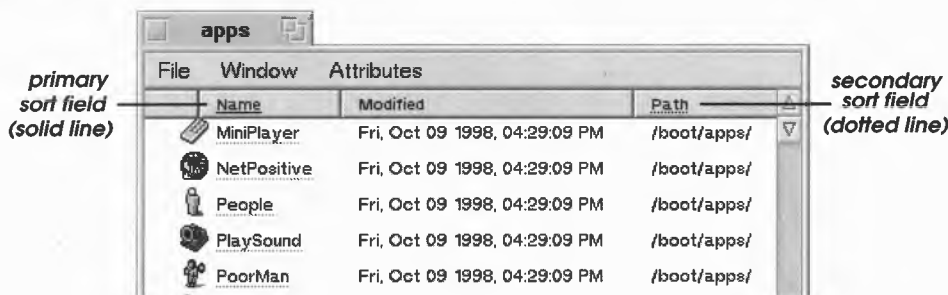 apps
File Window Attributes
primary
sort field
(solid line)
secondary
sort field
(dotted line)
Name Modified Path
MiniPlayer Fri, Oct 09 1998, 04:29:09 PM /boot/apps/
NetPositive Fri, Oct 09 1998, 04:29:09 PM /boot/apps/
People Fri, Oct 09 1998, 04:29:09 PM /boot/apps/
PlaySound Fri, Oct 09 1998, 04:29:09 PM /boot/apps/
PoorMan Fri, Oct 09 1998, 04:29:09 PM /boot/apps/